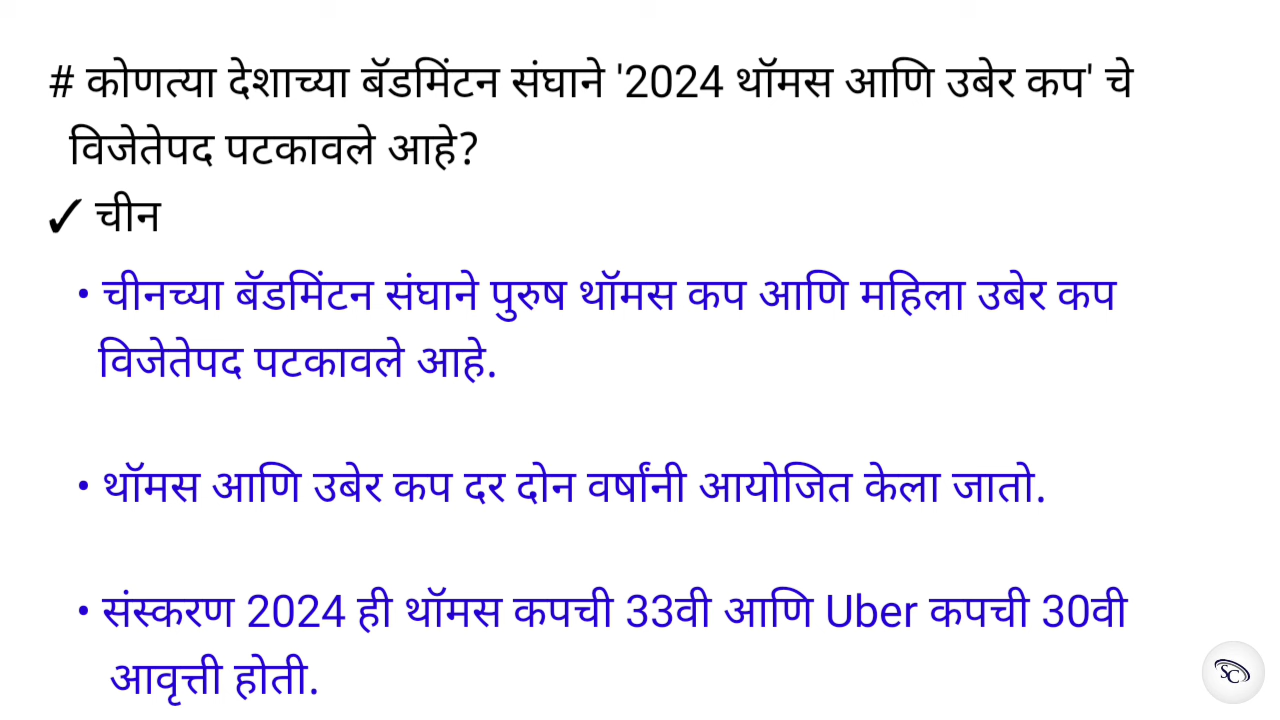 # कोणत्या देशाच्या बॅडमिंटन संघाने '2024 थॉमस आणि उबेर कप' चे
विजेतेपद पटकावले आहे?
✓ चीन
• चीनच्या बॅडमिंटन संघाने पुरुष थॉमस कप आणि महिला उबेर कप
विजेतेपद पटकावले आहे.
• थॉमस आणि उबेर कप दर दोन वर्षांनी आयोजित केला जातो.
• संस्करण 2024 ही थॉमस कपची 33वी आणि Uber कपची 30वी
आवृत्ती होती.
SC